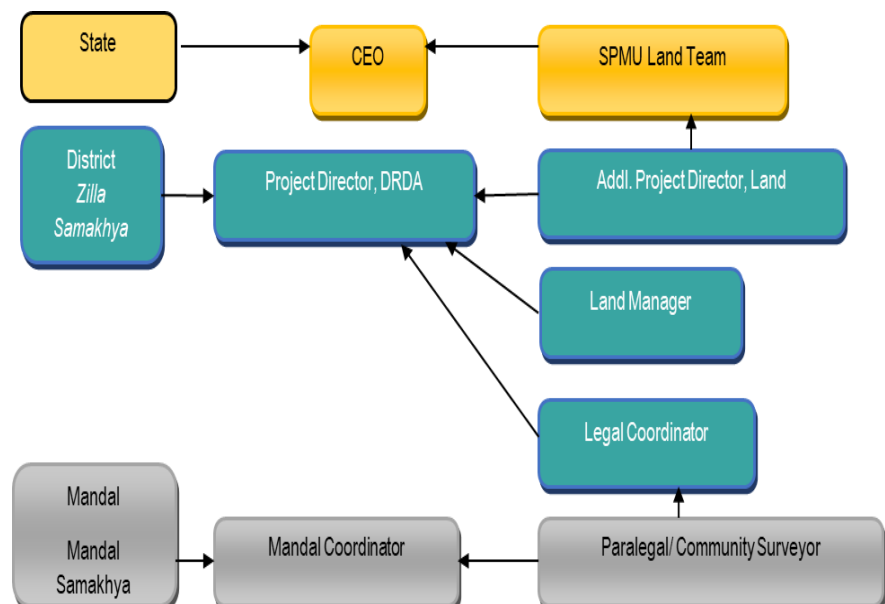 State
CEO
SPMU Land Team
District
Zilla
Samakhya
Project Director, DRDA
Addl. Project Director, Land
Land Manager
Legal Coordinator
Mandal
Mandal
Samakhya
Mandal Coordinator
Paralegal/ Community Surveyor